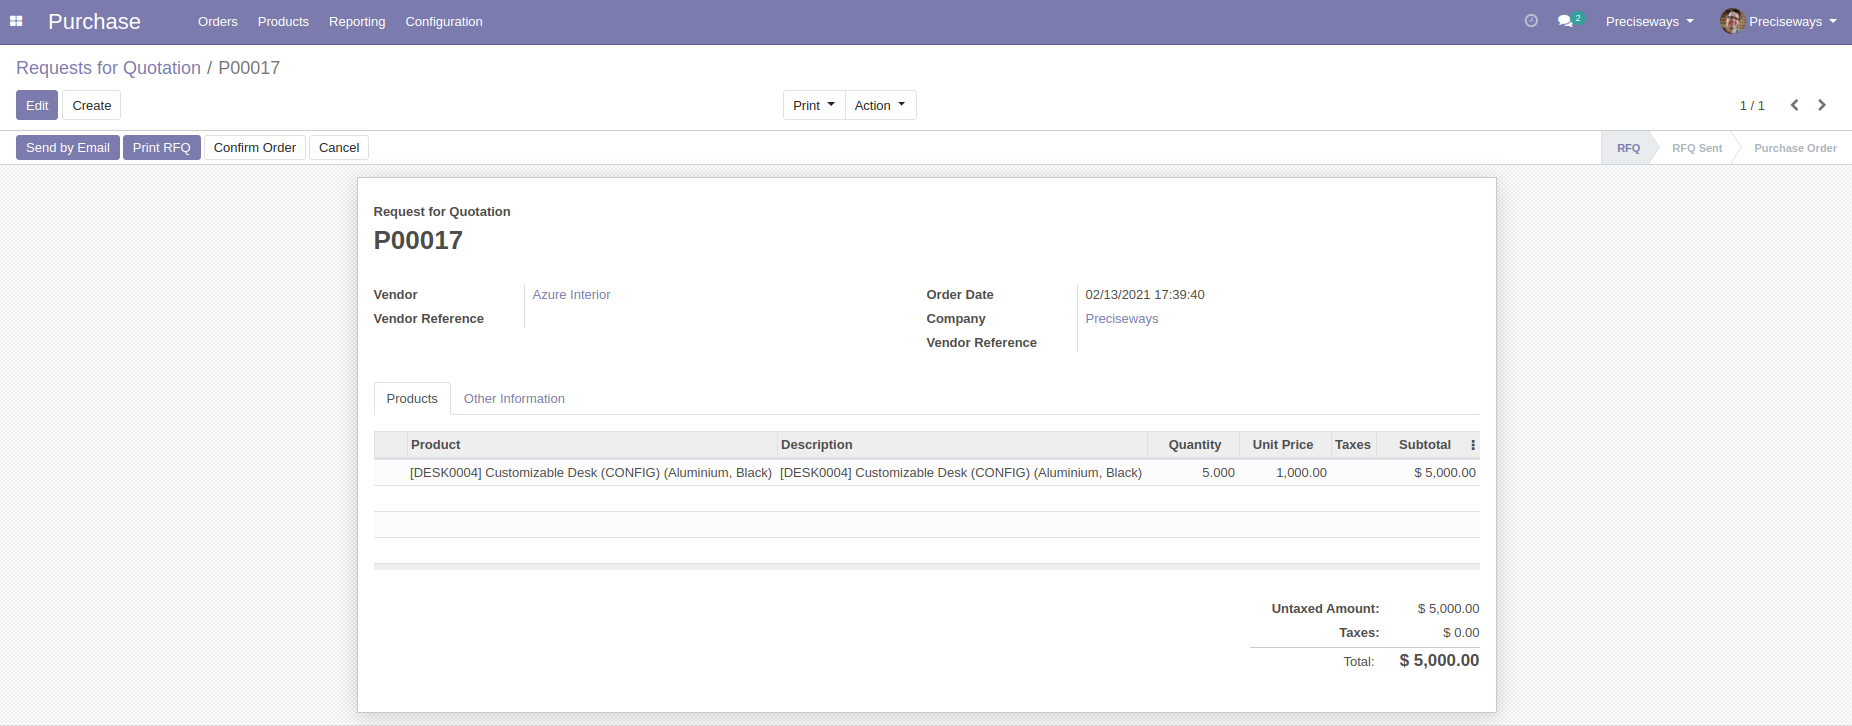 Purchase Orders Products Reporting Configuration 2 Preciseways Preciseways
Requests for Quotation / P00017
Edit Create Print Action 1 / 1
Send by Email Print RFQ Confirm Order Cancel RFQ RFQ Sent Purchase Order
Request for Quotation
P00017
Vendor Azure Interior Order Date 02/13/2021 17:39:40
Vendor Reference Company Preciseways
Vendor Reference
Products Other Information
Product Description Quantity Unit Price Taxes Subtotal
[DESK0004] Customizable Desk (CONFIG) (Aluminium, Black) [DESK0004] Customizable Desk (CONFIG) (Aluminium, Black) 5.000 1,000.00 $ 5,000.00
Untaxed Amount: $ 5,000.00
Taxes: $ 0.00
Total: $ 5,000.00